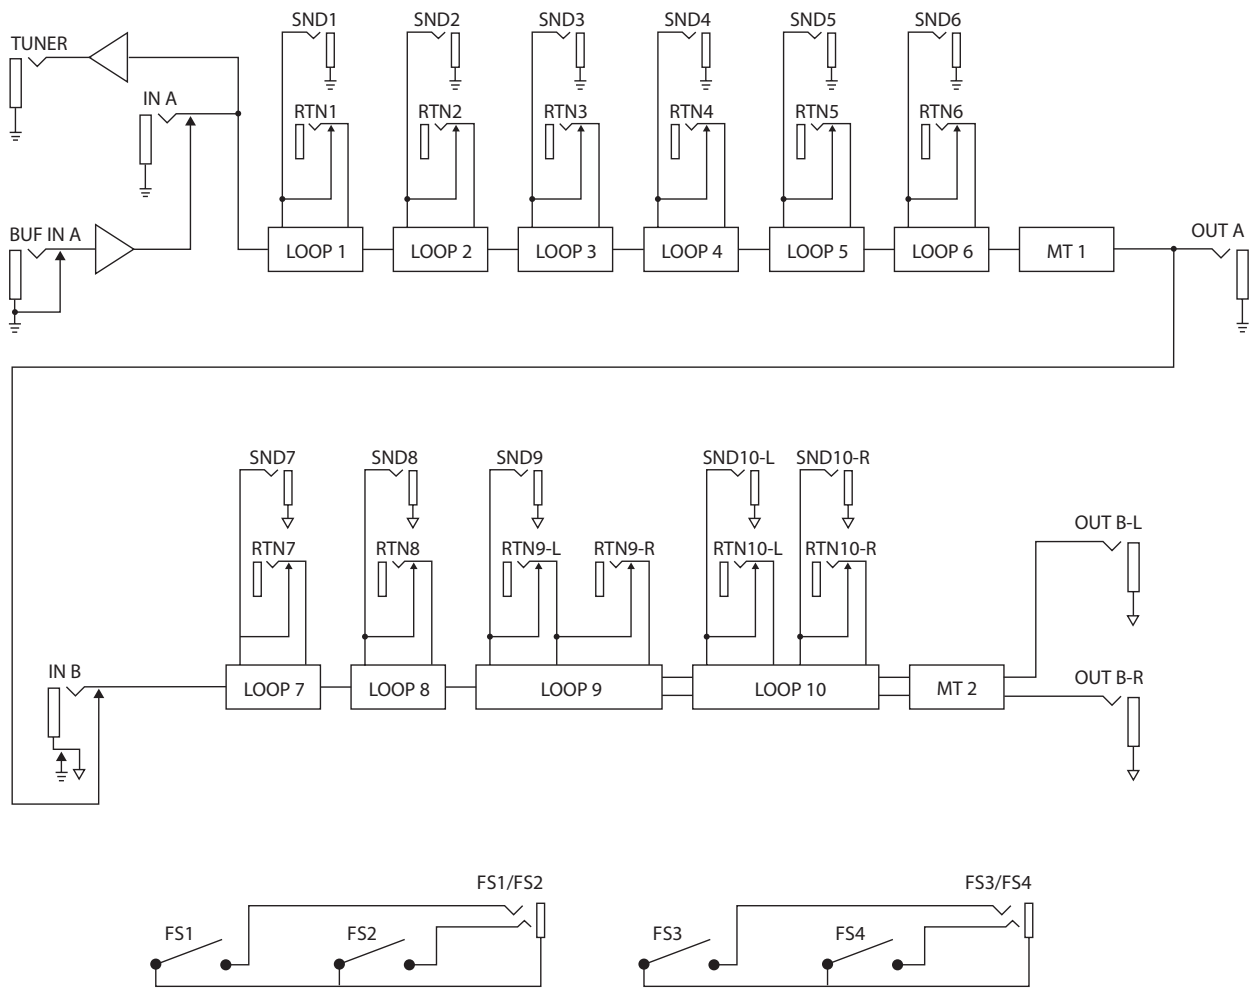 SND1 SND2 SND3 SND4 SND5 SND6
TUNER
IN A
RTN1 RTN2 RTN3 RTN4 RTN5 RTN6
BUF IN A
OUT A
LOOP 1 LOOP 2 LOOP 3 LOOP 4 LOOP 5 LOOP 6 MT 1
SND7 SND8 SND9 SND10-L SND10-R
OUT B-L
RTN7 RTN8 RTN9-L RTN9-R RTN10-L RTN10-R
IN B
OUT B-R
LOOP 7 LOOP 8 LOOP 9 LOOP 10 MT 2
FS1/FS2 FS3/FS4
FS1 FS2 FS3 FS4